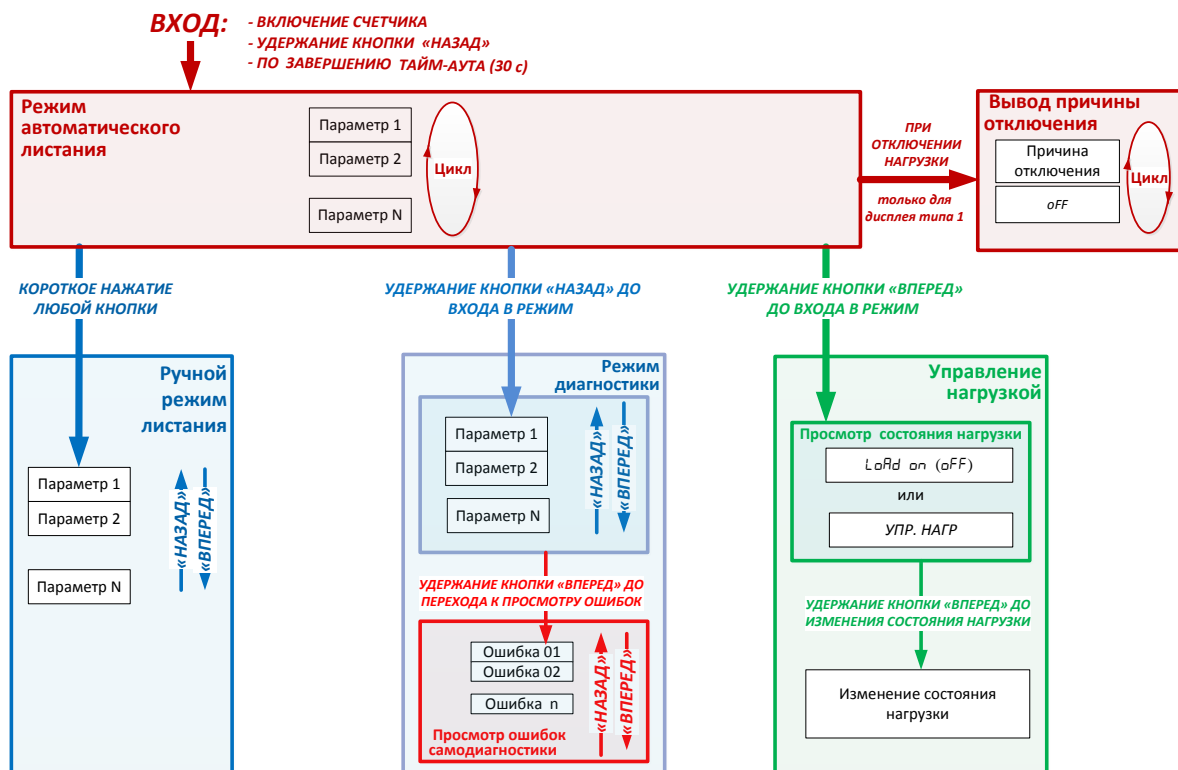 ВХОД:
- ВКЛЮЧЕНИЕ СЧЕТЧИКА
- УДЕРЖАНИЕ КНОПКИ «НАЗАД»
- ПО ЗАВЕРШЕНИЮ ТАЙМ-АУТА (30 с)
Режим
автоматического
листания
Параметр 1
Параметр 2
Параметр N
Цикл
ПРИ
ОТКЛЮЧЕНИИ
НАГРУЗКИ
только для
дисплея типа 1
Вывод причины
отключения
Причина
отключения
oFF
Цикл
КОРОТКОЕ НАЖАТИЕ
ЛЮБОЙ КНОПКИ
УДЕРЖАНИЕ КНОПКИ «НАЗАД» ДО
ВХОДА В РЕЖИМ
УДЕРЖАНИЕ КНОПКИ «ВПЕРЕД»
ДО ВХОДА В РЕЖИМ
Ручной
режим
листания
Параметр 1
Параметр 2
Параметр N
«НАЗАД»
«ВПЕРЕД»
Режим
диагностики
Параметр 1
Параметр 2
Параметр N
«НАЗАД»
«ВПЕРЕД»
УДЕРЖАНИЕ КНОПКИ «ВПЕРЕД» ДО
ПЕРЕХОДА К ПРОСМОТРУ ОШИБОК
Ошибка 01
Ошибка 02
Ошибка n
«НАЗАД»
«ВПЕРЕД»
Просмотр ошибок
самодиагностики
Управление
нагрузкой
Просмотр состояния нагрузки
LoAd on (oFF)
или
УПР. НАГР
УДЕРЖАНИЕ КНОПКИ «ВПЕРЕД» ДО
ИЗМЕНЕНИЯ СОСТОЯНИЯ НАГРУЗКИ
Изменение состояния
нагрузки